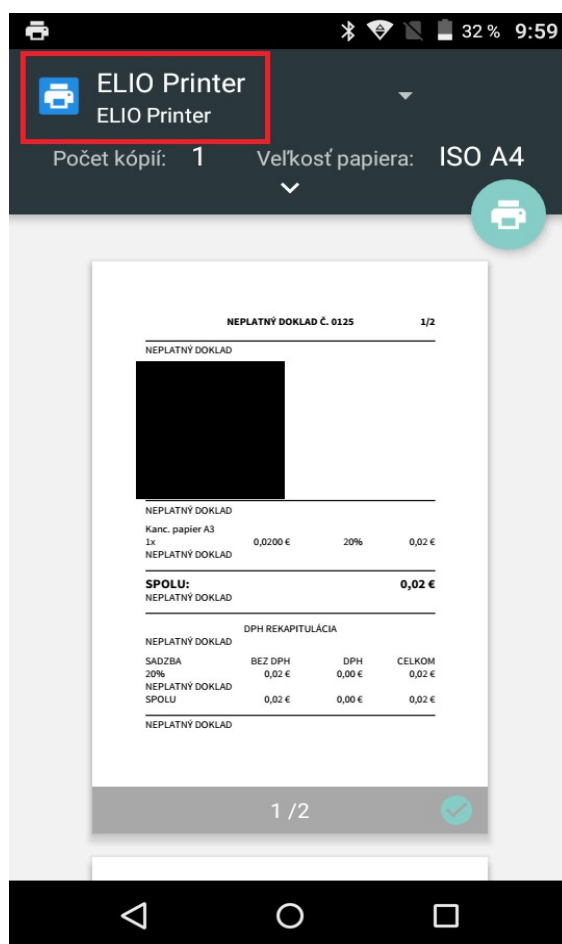 32 % 9:59
ELIO Printer
ELIO Printer
Počet kópií: 1 Veľkosť papiera: ISO A4
NEPLATNÝ DOKLAD Č. 0125 1/2
NEPLATNÝ DOKLAD
NEPLATNÝ DOKLAD
Kanc. papier A3
1x 0,0200 € 20% 0,02 €
NEPLATNÝ DOKLAD
SPOLU: 0,02 €
NEPLATNÝ DOKLAD
DPH REKAPITULÁCIA
NEPLATNÝ DOKLAD
SADZBA BEZ DPH DPH CELKOM
20% 0,02 € 0,00 € 0,02 €
NEPLATNÝ DOKLAD
SPOLU 0,02 € 0,00 € 0,02 €
NEPLATNÝ DOKLAD
1 /2